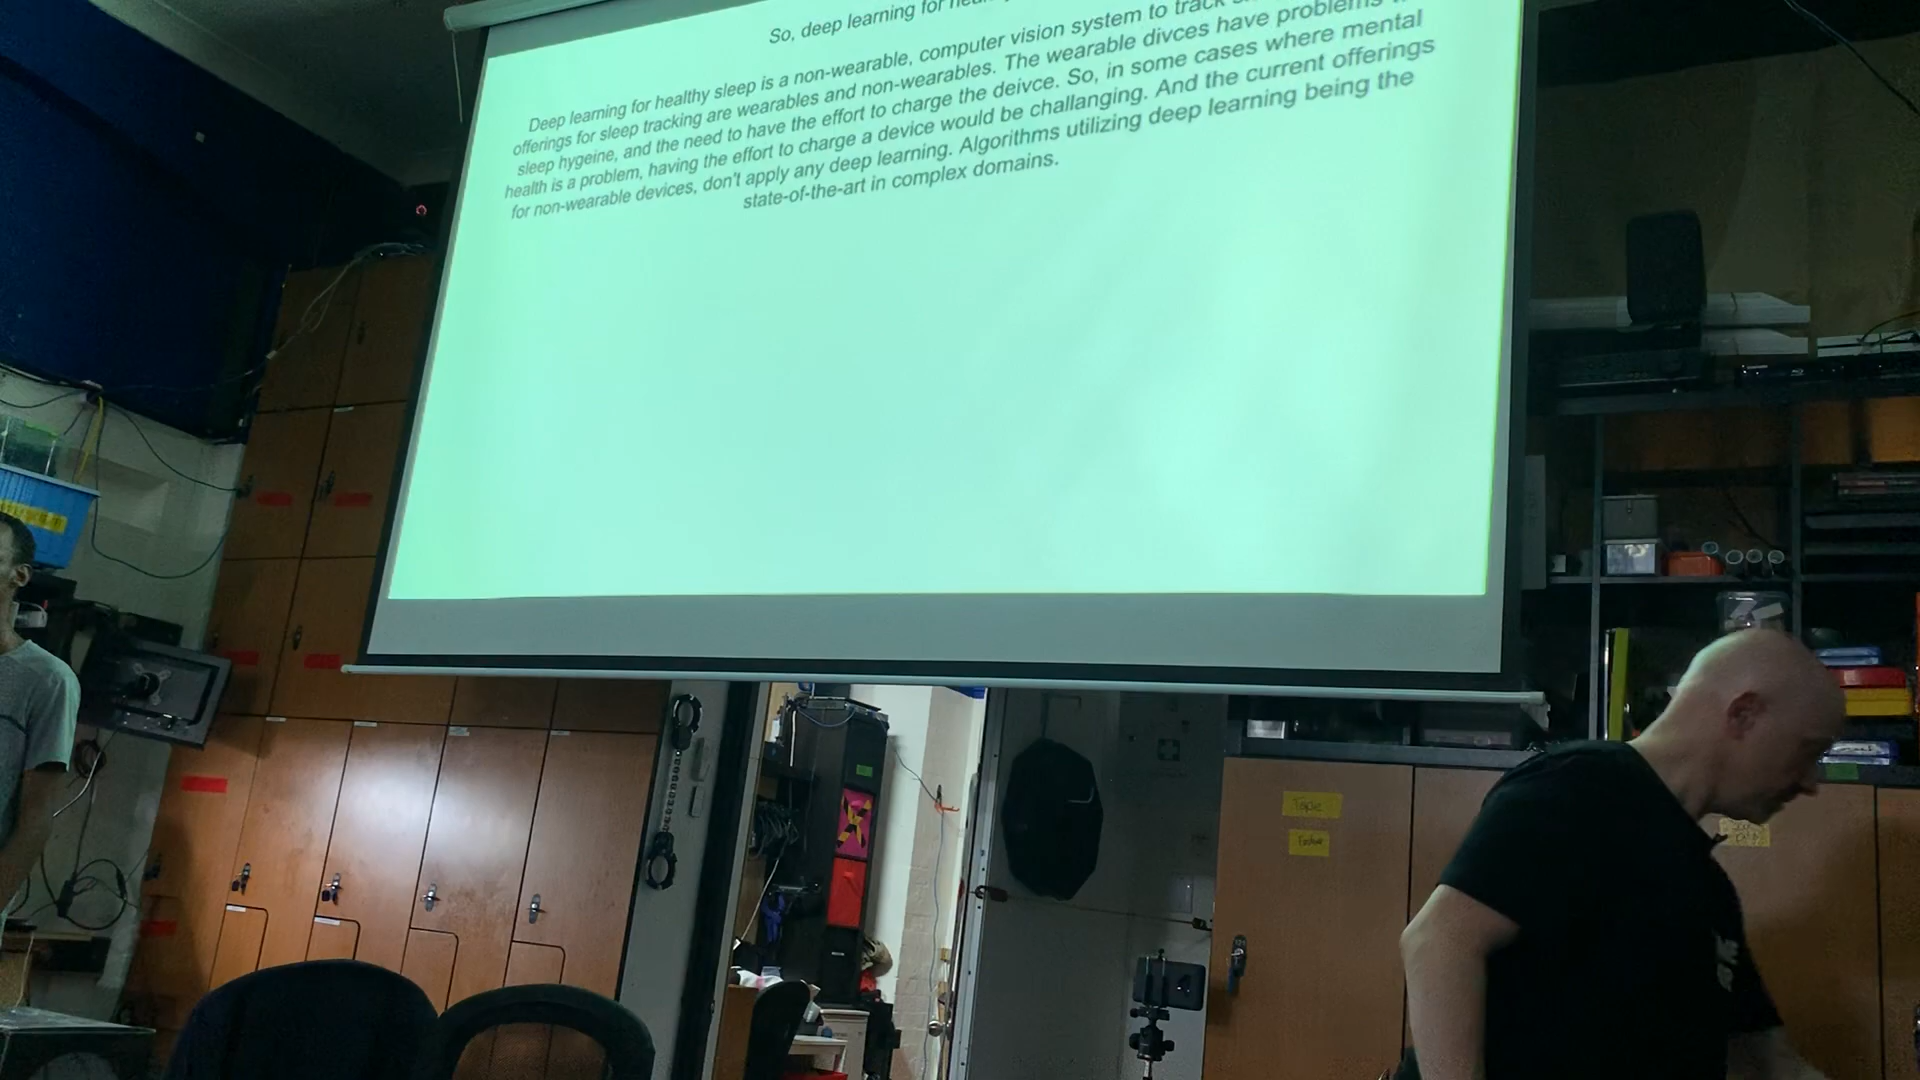 So, deep learning for
Deep learning for healthy sleep is a non-wearable, computer vision system to track
offerings for sleep tracking are wearables and non-wearables. The wearable divces have problems
sleep hygeine, and the need to have the effort to charge the deivce. So, in some cases where mental
health is a problem, having the effort to charge a device would be challanging. And the current offerings
for non-wearable devices, don't apply any deep learning. Algorithms utilizing deep learning being the
state-of-the-art in complex domains.